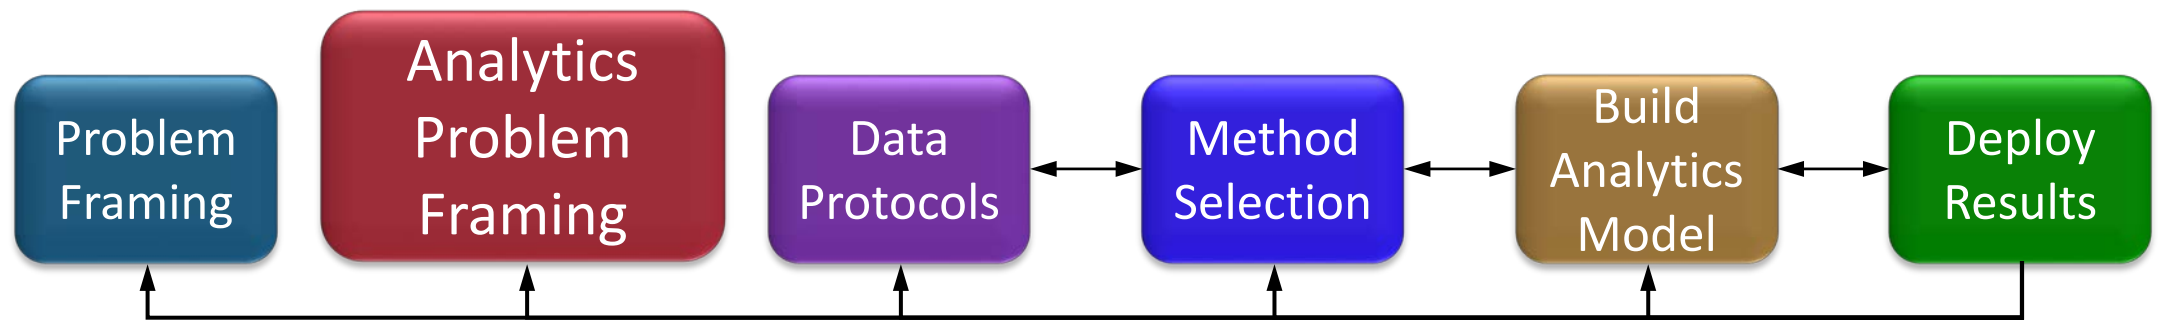 Problem
Framing
Analytics
Problem
Framing
Data
Protocols
Method
Selection
Build
Analytics
Model
Deploy
Results